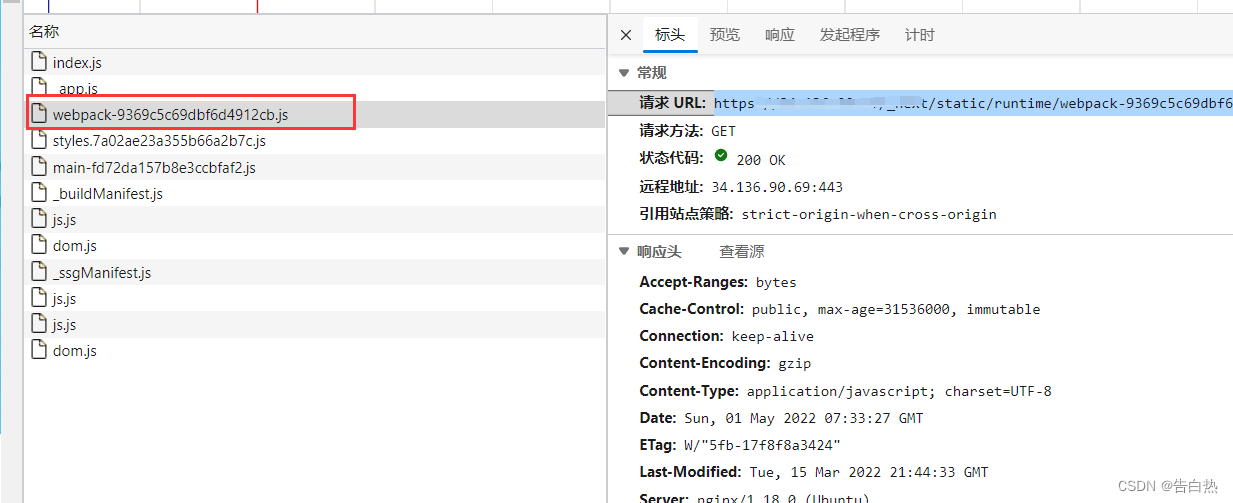 名称
index.js
_app.js
webpack-9369c5c69dbf6d4912cb.js
styles.7a02ae23a355b66a2b7c.js
main-fd72da157b8e3ccbfaf2.js
_buildManifest.js
js.js
dom.js
_ssgManifest.js
js.js
js.js
dom.js
标头 预览 响应 发起程序 计时
常规
请求 URL: https /_next/static/runtime/webpack-9369c5c69dbf6
请求方法: GET
状态代码: 200 OK
远程地址: 34.136.90.69:443
引用站点策略: strict-origin-when-cross-origin
响应头 查看源
Accept-Ranges: bytes
Cache-Control: public, max-age=31536000, immutable
Connection: keep-alive
Content-Encoding: gzip
Content-Type: application/javascript; charset=UTF-8
Date: Sun, 01 May 2022 07:33:27 GMT
ETag: W/"5fb-17f8f8a3424"
Last-Modified: Tue, 15 Mar 2022 21:44:33 GMT
Server: nginx/1.18.0 (Ubuntu)
CSDN @告白热